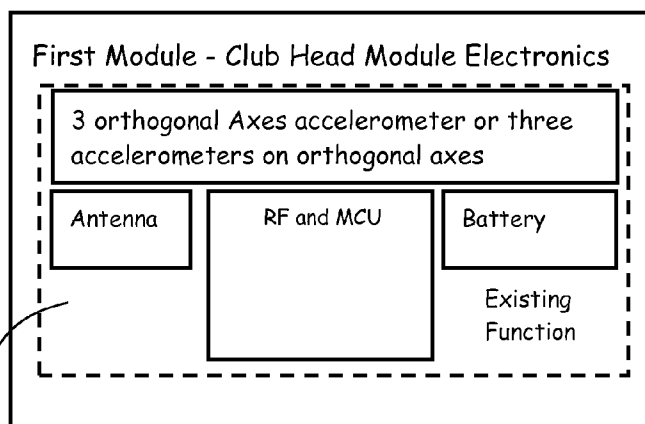 First Module - Club Head Module Electronics
3 orthogonal Axes accelerometer or three
accelerometers on orthogonal axes
Antenna
RF and MCU
Battery
Existing
Function